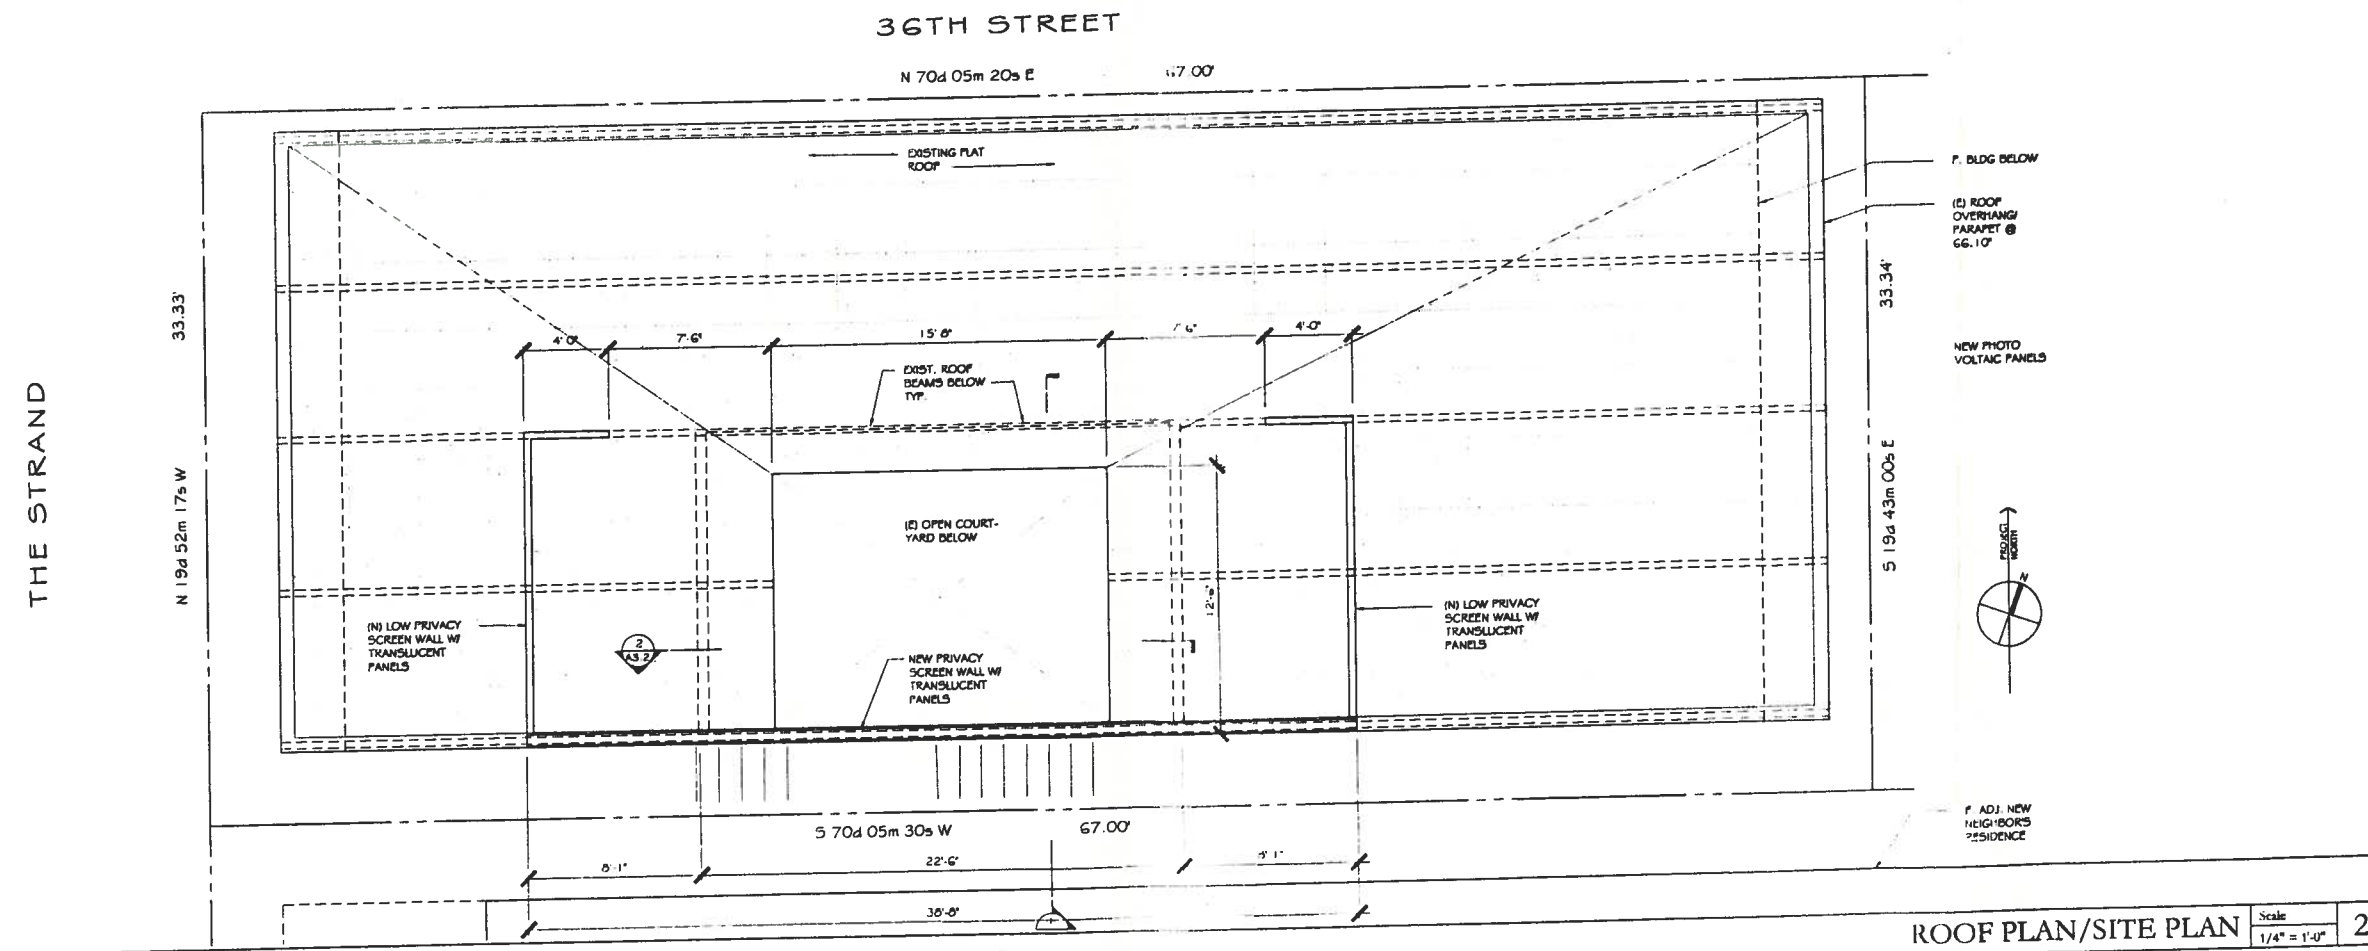 36TH STREET
N 70d 05m 20s E
7.00'
EXISTING FLAT
ROOF
P. BLDG BELOW
(E) ROOF
OVERHANG/
PARAPET @
66.10'
33.33'
33.34'
4'-0"
7'-6"
15'-8"
7'-6"
4'-0"
NEW PHOTO
VOLTAIC PANELS
EXIST. ROOF
BEAMS BELOW
TYP.
THE STRAND
N 19d 52m 17s W
S 19d 43m 00s E
(E) OPEN COURT-
YARD BELOW
PROJECT
NORTH
N
12'-
(N) LOW PRIVACY
SCREEN WALL W/
TRANSLUCENT
PANELS
2
A3.2
NEW PRIVACY
SCREEN WALL W/
TRANSLUCENT
PANELS
(N) LOW PRIVACY
SCREEN WALL W/
TRANSLUCENT
PANELS
S 70d 05m 30s W
67.00'
ADJ. NEW
NEIGHBORS
RESIDENCE
8'-1"
22'-6"
8'-1"
38'-8"
ROOF PLAN/SITE PLAN
Scale
1/4" = 1'-0"
2